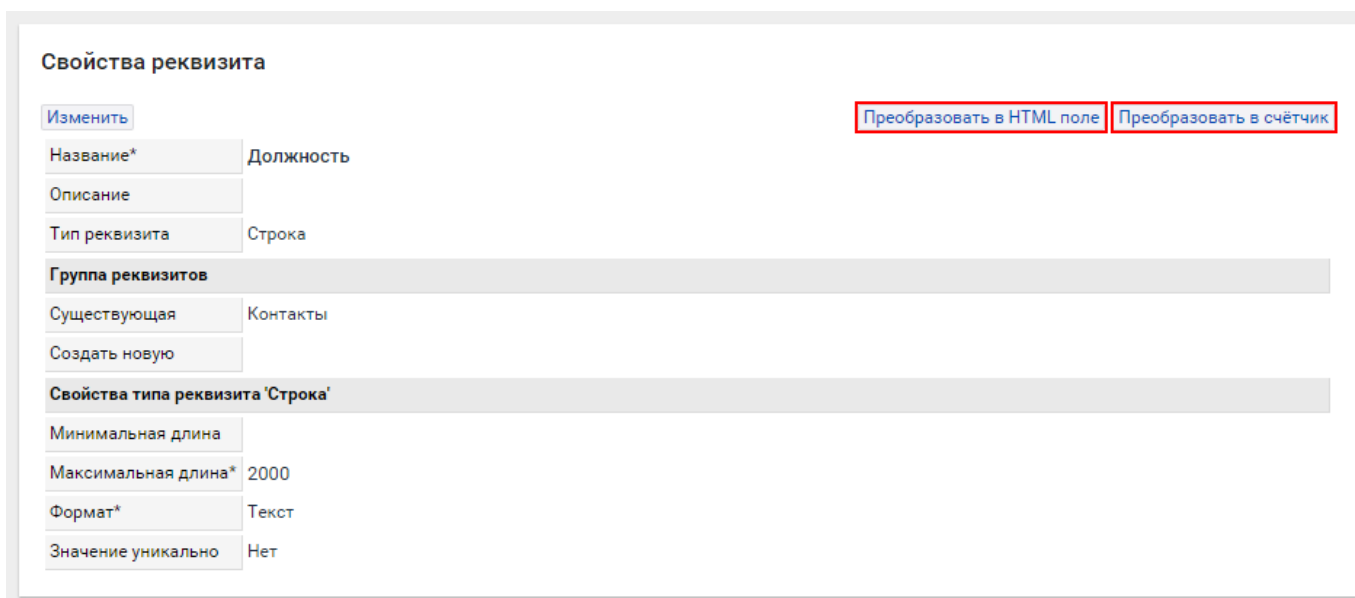 Свойства реквизита
Изменить Преобразовать в HTML поле Преобразовать в счётчик
Название* Должность
Описание
Тип реквизита Строка
Группа реквизитов
Существующая Контакты
Создать новую
Свойства типа реквизита 'Строка'
Минимальная длина
Максимальная длина* 2000
Формат* Текст
Значение уникально Нет